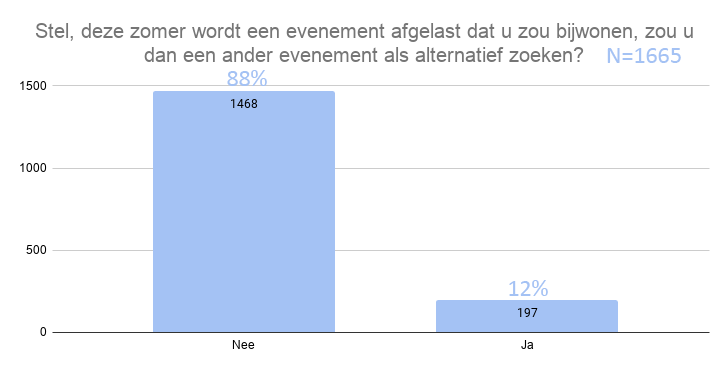 Stel, deze zomer wordt een evenement afgelast dat u zou bijwonen, zou u
dan een ander evenement als alternatief zoeken? N=1665
1500
88%
1468
1000
500
12%
197
0
Nee Ja